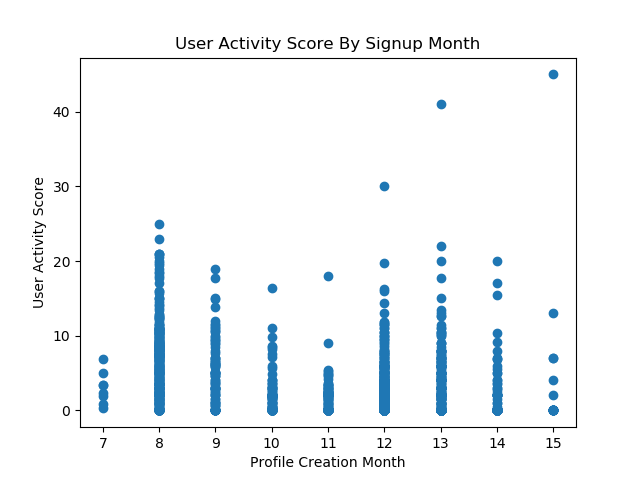 User Activity Score By Signup Month
40
30
20
10
0
User Activity Score
7 8 9 10 11 12 13 14 15
Profile Creation Month